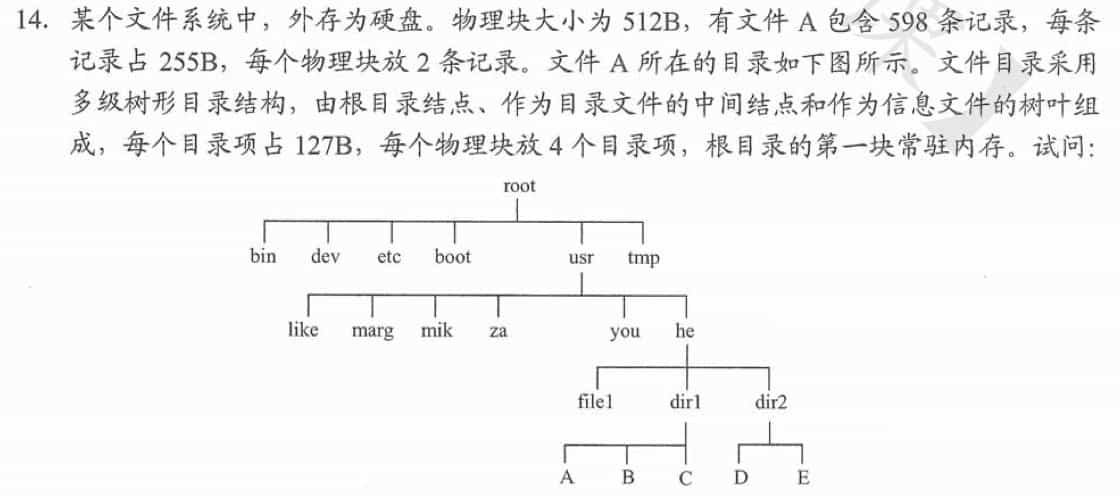 14. 某个文件系统中，外存为硬盘。物理块大小为 512B，有文件 A 包含 598 条记录，每条
记录占 255B，每个物理块放 2 条记录。文件 A 所在的目录如下图所示。文件目录采用
多级树形目录结构，由根目录结点、作为目录文件的中间结点和作为信息文件的树叶组
成，每个目录项占 127B，每个物理块放 4 个目录项，根目录的第一块常驻内存。试问：
root
bin dev etc boot usr tmp
like marg mik za you he
file1 dir1 dir2
A B C D E